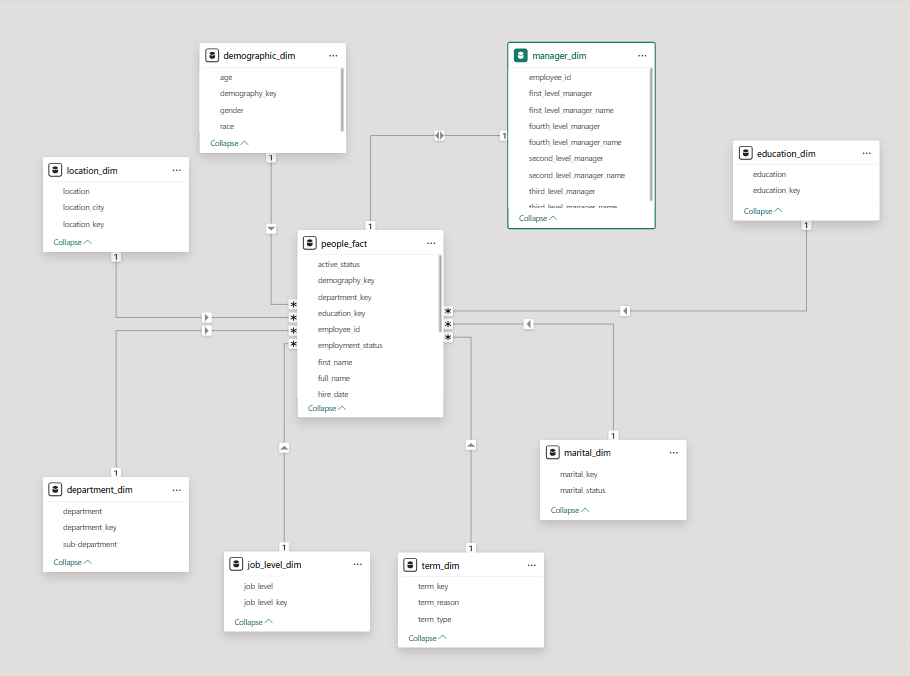 demographic_dim
age
demography_key
gender
race
Collapse
1
manager_dim
employee_id
first_level_manager
first_level_manager_name
fourth_level_manager
fourth_level_manager_name
second_level_manager
second_level_manager_name
third_level_manager
third_level_manager_name
Collapse
1
education_dim
education
education_key
Collapse
1
location_dim
location
location_city
location_key
Collapse
1
1
people_fact
active_status
demography_key
department_key
education_key
employee_id
employment_status
first_name
full_name
hire_date
Collapse
*
*
*
*
*
*
*
1
department_dim
department
department_key
sub-department
Collapse
1
marital_dim
marital_key
marital_status
Collapse
1
job_level_dim
job_level
job_level_key
Collapse
1
term_dim
term_key
term_reason
term_type
Collapse